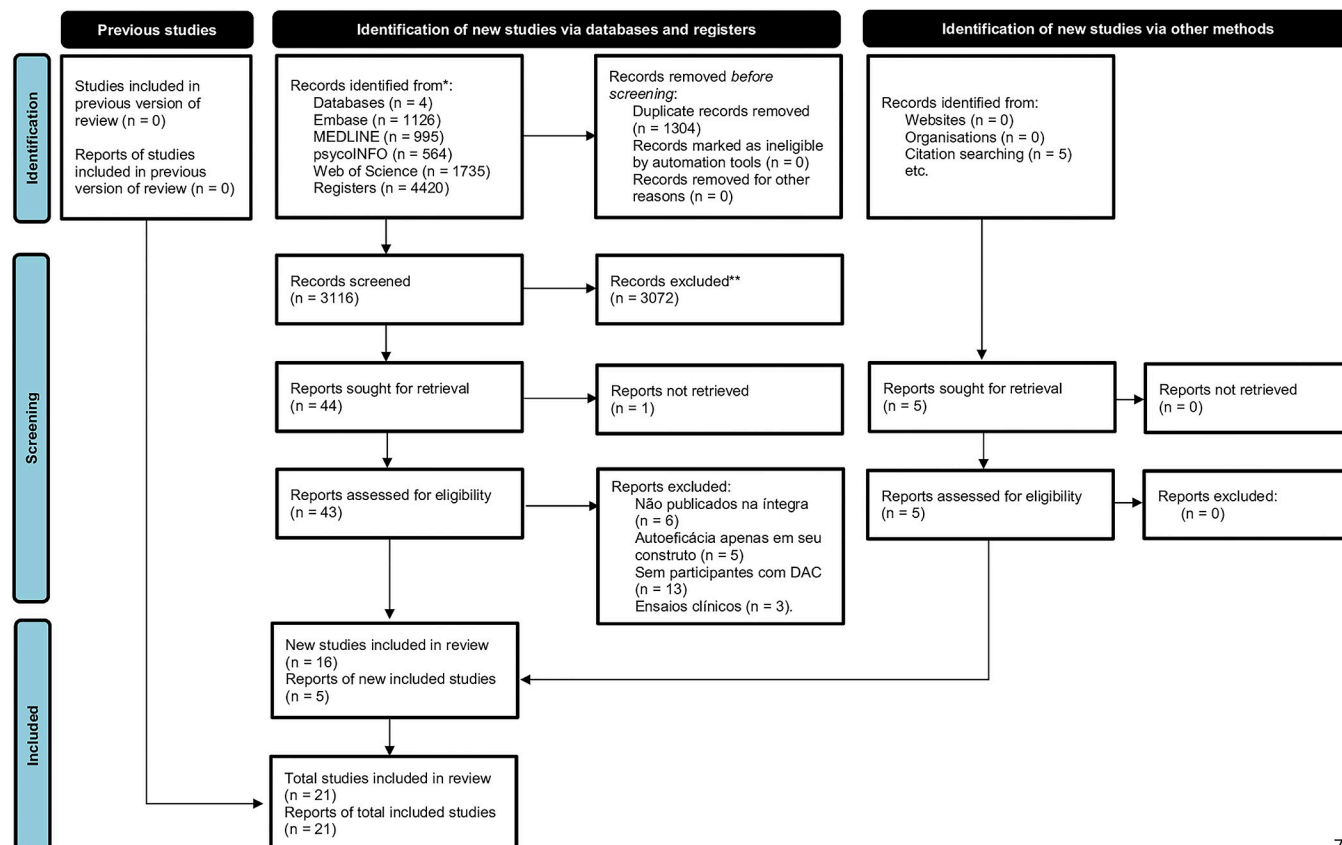 Previous studies
Identification of new studies via databases and registers
Identification of new studies via other methods
Identification
Studies included in
previous version of
review (n = 0)
Reports of studies
included in previous
version of review (n = 0)
Records identified from*:
Databases (n = 4)
Embase (n = 1126)
MEDLINE (n = 995)
psycoINFO (n = 564)
Web of Science (n = 1735)
Registers (n = 4420)
Records removed before
screening:
Duplicate records removed
(n = 1304)
Records marked as ineligible
by automation tools (n = 0)
Records removed for other
reasons (n = 0)
Records identified from:
Websites (n = 0)
Organisations (n = 0)
Citation searching (n = 5)
etc.
Screening
Records screened
(n = 3116)
Records excluded**
(n = 3072)
Reports sought for retrieval
(n = 44)
Reports not retrieved
(n = 1)
Reports sought for retrieval
(n = 5)
Reports not retrieved
(n = 0)
Reports assessed for eligibility
(n = 43)
Reports excluded:
Não publicados na íntegra
(n = 6)
Autoeficácia apenas em seu
construto (n = 5)
Sem participantes com DAC
(n = 13)
Ensaios clínicos (n = 3).
Reports assessed for eligibility
(n = 5)
Reports excluded:
(n = 0)
Included
New studies included in review
(n = 16)
Reports of new included studies
(n = 5)
Total studies included in review
(n = 21)
Reports of total included studies
(n = 21)